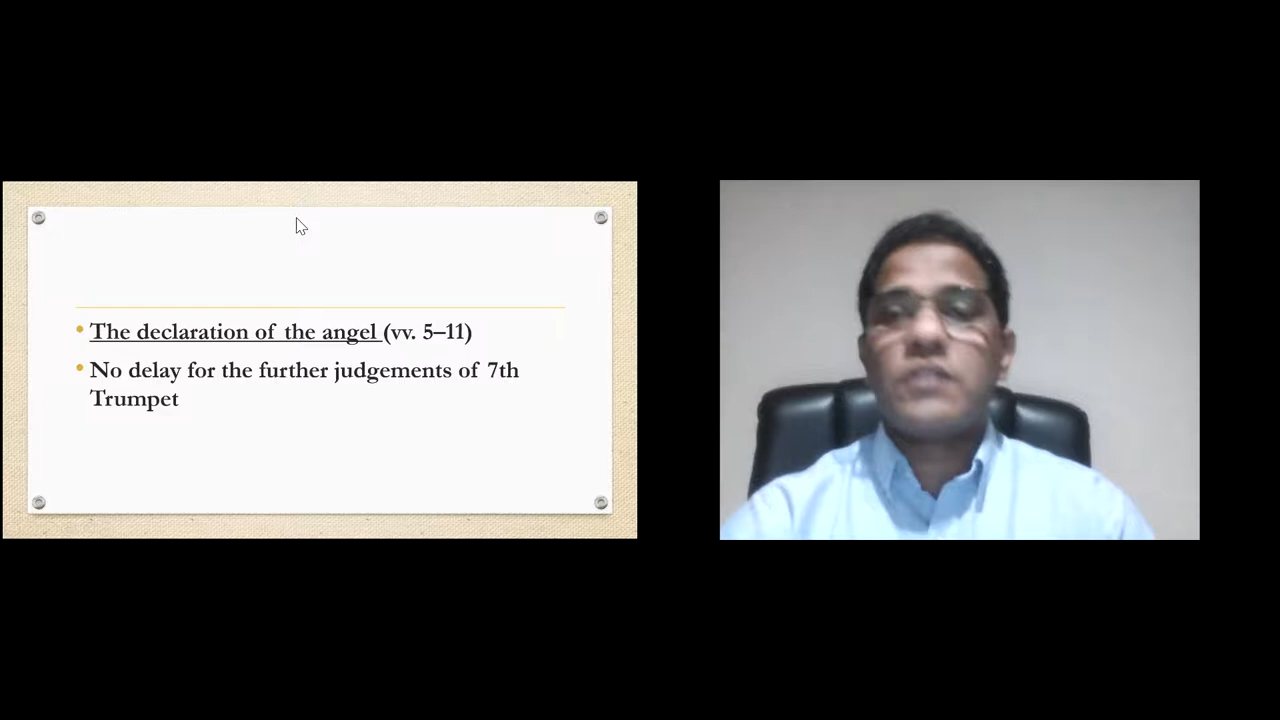 • The declaration of the angel (vv. 5–11)
• No delay for the further judgements of 7th
Trumpet